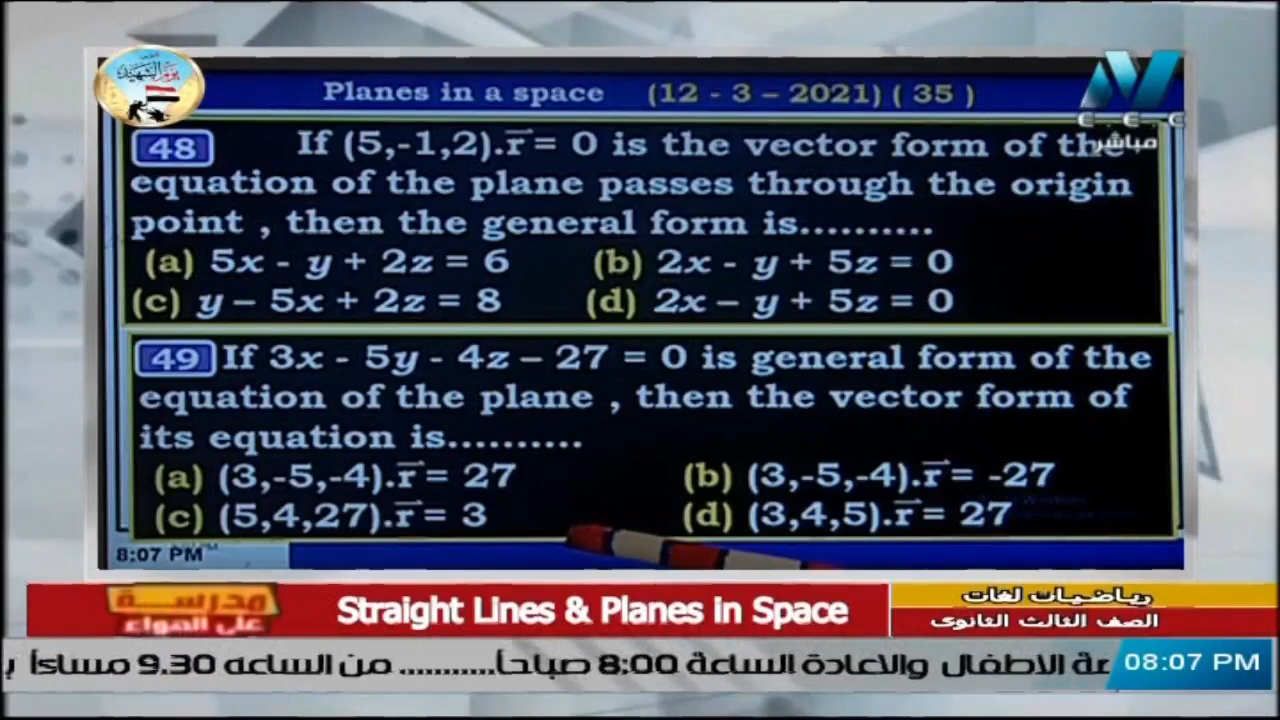 يوم الشهيد
Planes in a space (12 - 3 – 2021) ( 35 )
مباشر
48 If (5,-1,2).r⃗ = 0 is the vector form of the
equation of the plane passes through the origin
point , then the general form is..........
(a) 5x - y + 2z = 6 (b) 2x - y + 5z = 0
(c) y – 5x + 2z = 8 (d) 2x – y + 5z = 0
49 If 3x - 5y - 4z – 27 = 0 is general form of the
equation of the plane , then the vector form of
its equation is..........
(a) (3,-5,-4).r⃗ = 27 (b) (3,-5,-4).r⃗ = -27
(c) (5,4,27).r⃗ = 3 (d) (3,4,5).r⃗ = 27
8:07 PM
مدرسة
على الهواء
Straight Lines & Planes in Space
رياضيات لغات
الصف الثالث الثانوى
الاطفال والاعادة الساعة 8:00 صباحاً.......... من الساعه 9.30 مساءاً
08:07 PM